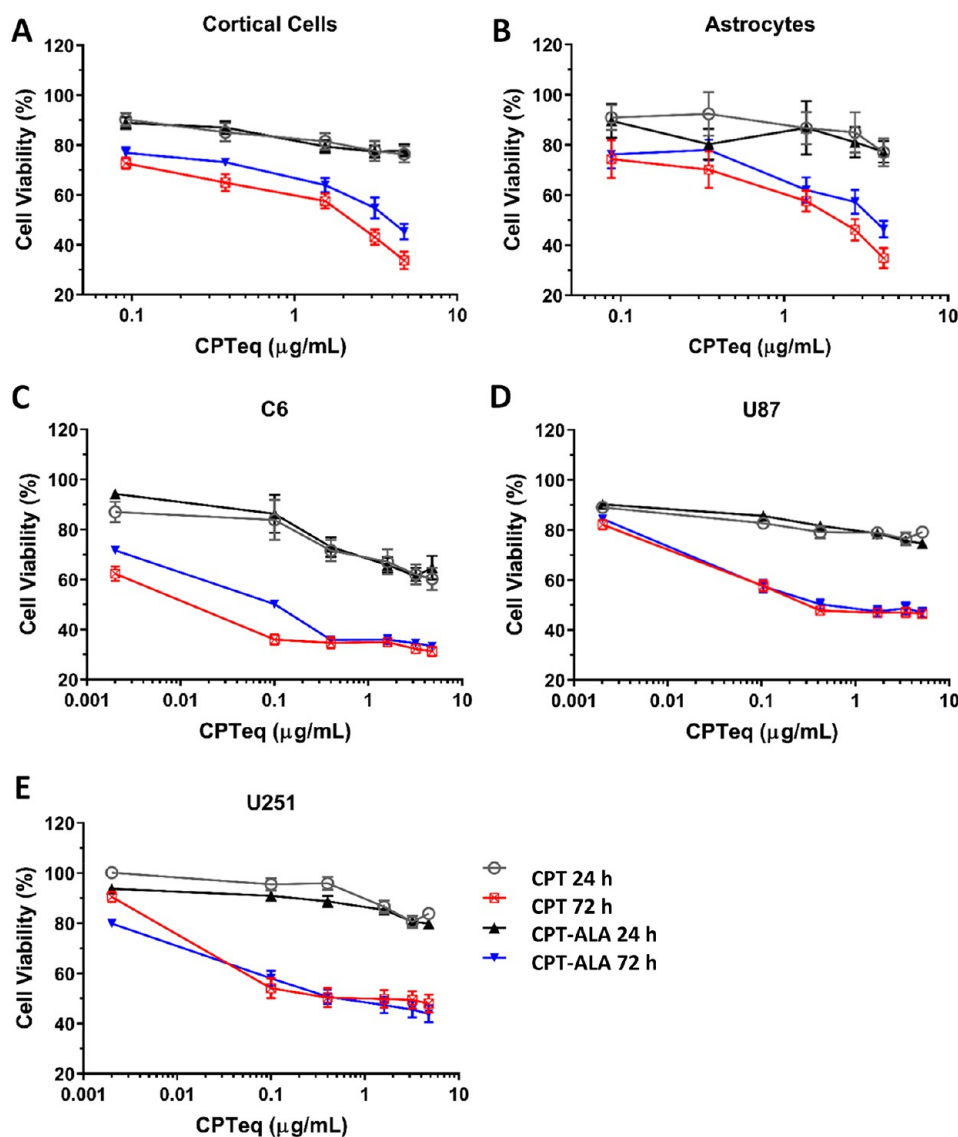 A
Cortical Cells
Cell Viability (%)
120
100
80
60
40
20
0.1
1
10
CPTeq (μg/mL)
B
Astrocytes
Cell Viability (%)
120
100
80
60
40
20
0.1
1
10
CPTeq (μg/mL)
C
C6
Cell Viability (%)
120
100
80
60
40
20
0.001
0.01
0.1
1
10
CPTeq (μg/mL)
D
U87
Cell Viability (%)
120
100
80
60
40
20
0.001
0.01
0.1
1
10
CPTeq (μg/mL)
E
U251
Cell Viability (%)
120
100
80
60
40
20
0.001
0.01
0.1
1
10
CPTeq (μg/mL)
CPT 24 h
CPT 72 h
CPT-ALA 24 h
CPT-ALA 72 h